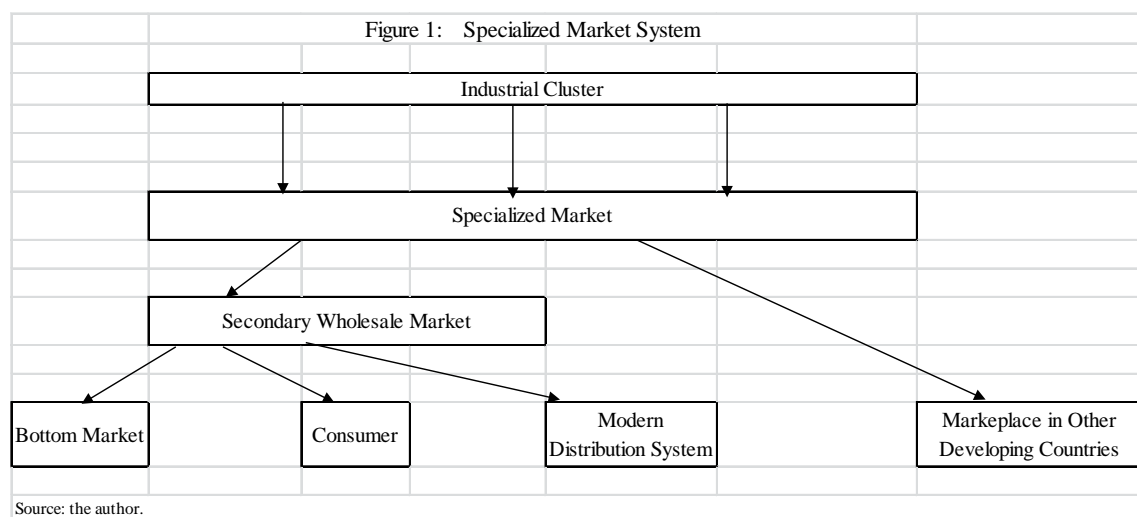 Figure 1: Specialized Market System
Industrial Cluster
Specialized Market
Secondary Wholesale Market
Bottom Market
Consumer
Modern
Distribution System
Markeplace in Other
Developing Countries
Source: the author.